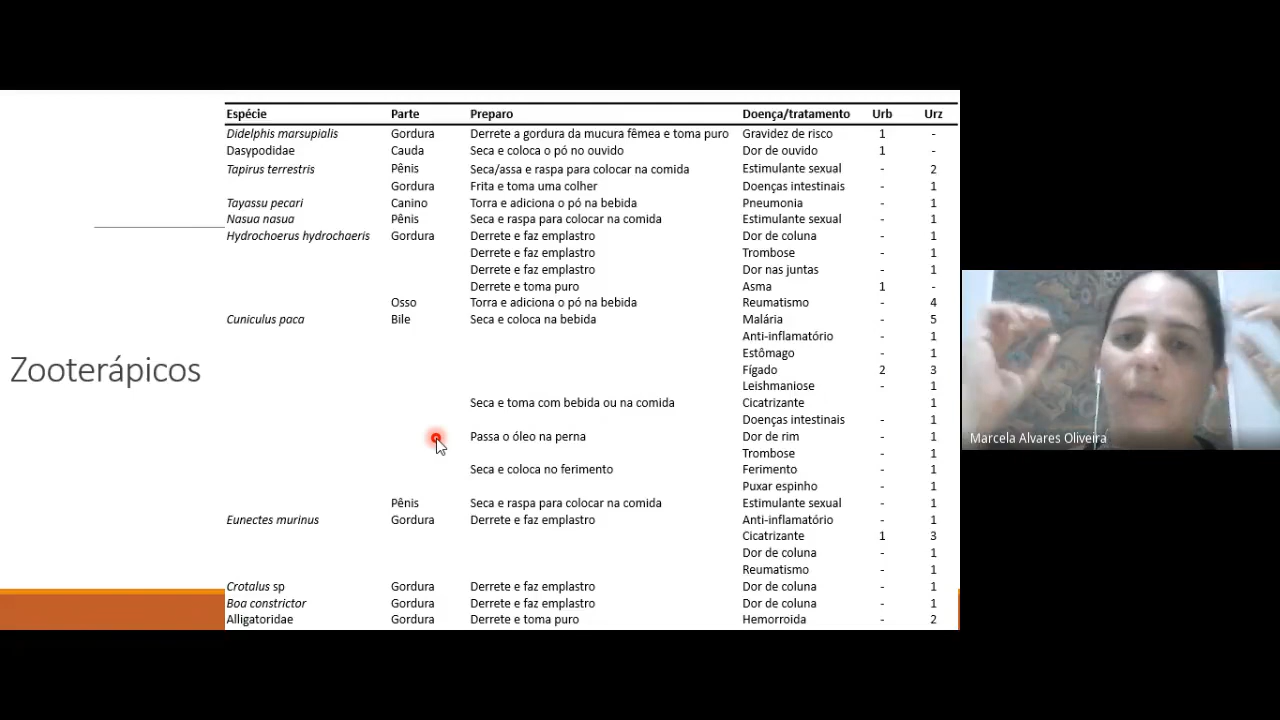 Espécie Parte Preparo Doença/tratamento Urb Urz
Didelphis marsupialis Gordura Derrete a gordura da mucura fêmea e toma puro Gravidez de risco 1 -
Dasypodidae Cauda Seca e coloca o pó no ouvido Dor de ouvido 1 -
Tapirus terrestris Pênis Seca/assa e raspa para colocar na comida Estimulante sexual - 2
Gordura Frita e toma uma colher Doenças intestinais - 1
Tayassu pecari Canino Torra e adiciona o pó na bebida Pneumonia - 1
Nasua nasua Pênis Seca e raspa para colocar na comida Estimulante sexual - 1
Hydrochoerus hydrochaeris Gordura Derrete e faz emplastro Dor de coluna - 1
Derrete e faz emplastro Trombose - 1
Derrete e faz emplastro Dor nas juntas - 1
Derrete e toma puro Asma 1 -
Osso Torra e adiciona o pó na bebida Reumatismo - 4
Cuniculus paca Bile Seca e coloca na bebida Malária - 5
Anti-inflamatório - 1
Estômago - 1
Fígado 2 3
Leishmaniose - 1
Seca e toma com bebida ou na comida Cicatrizante 1
Doenças intestinais - 1
Passa o óleo na perna Dor de rim - 1
Trombose - 1
Seca e coloca no ferimento Ferimento - 1
Puxar espinho - 1
Pênis Seca e raspa para colocar na comida Estimulante sexual - 1
Eunectes murinus Gordura Derrete e faz emplastro Anti-inflamatório - 1
Cicatrizante 1 3
Dor de coluna - 1
Reumatismo - 1
Crotalus sp Gordura Derrete e faz emplastro Dor de coluna - 1
Boa constrictor Gordura Derrete e faz emplastro Dor de coluna - 1
Alligatoridae Gordura Derrete e toma puro Hemorroida - 2
Zooterápicos
Marcela Alvares Oliveira